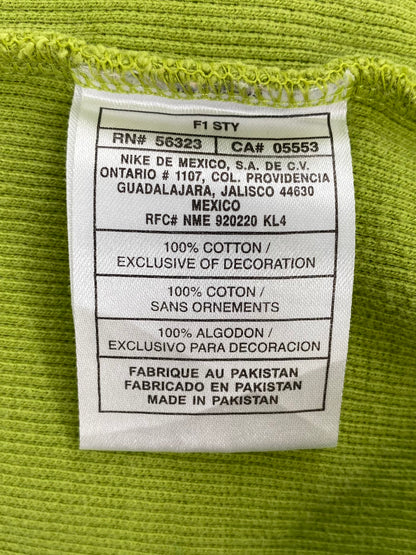 F1 STY
RN# 56323 CA# 05553
NIKE DE MEXICO, S.A. DE C.V.
ONTARIO # 1107, COL. PROVIDENCIA
GUADALAJARA, JALISCO 44630
MEXICO
RFC# NME 920220 KL4
100% COTTON /
EXCLUSIVE OF DECORATION
100% COTON /
SANS ORNEMENTS
100% ALGODON /
EXCLUSIVO PARA DECORACION
FABRIQUE AU PAKISTAN
FABRICADO EN PAKISTAN
MADE IN PAKISTAN